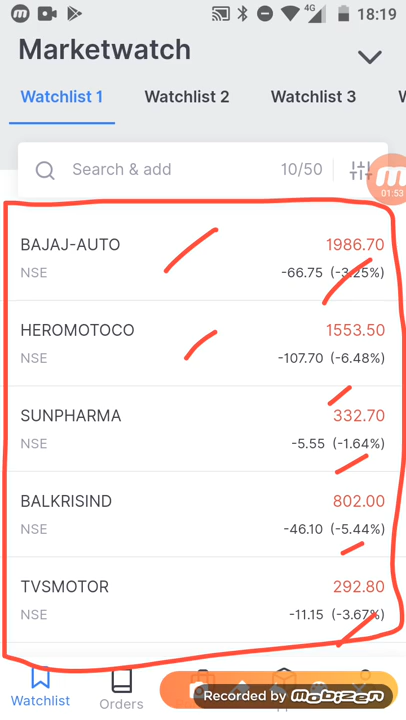 4G 18:19
Marketwatch
Watchlist 1 Watchlist 2 Watchlist 3
Search & add 10/50
01:53
BAJAJ-AUTO 1986.70
NSE -66.75 (-3.25%)
HEROMOTOCO 1553.50
NSE -107.70 (-6.48%)
SUNPHARMA 332.70
NSE -5.55 (-1.64%)
BALKRISIND 802.00
NSE -46.10 (-5.44%)
TVSMOTOR 292.80
NSE -11.15 (-3.67%)
Watchlist Orders
Recorded by mobizen